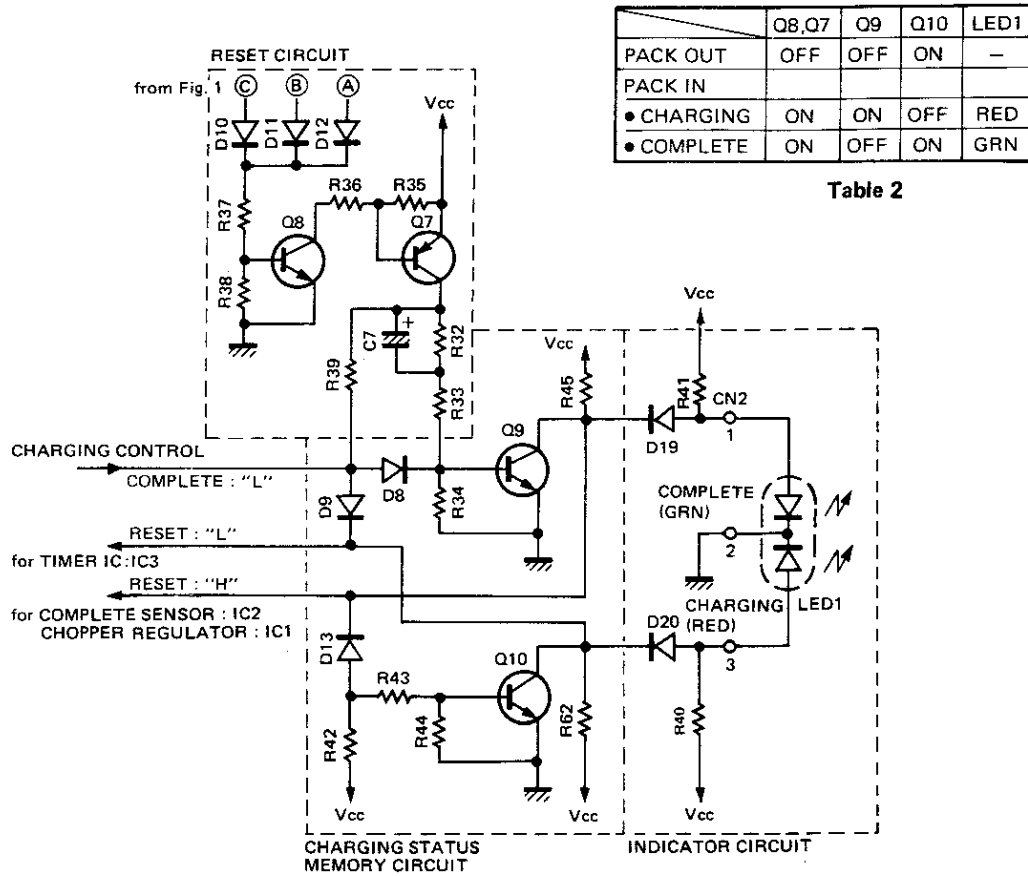 Q8,Q7 Q9 Q10 LED1
PACK OUT OFF OFF ON –
PACK IN
● CHARGING ON ON OFF RED
● COMPLETE ON OFF ON GRN
Table 2
RESET CIRCUIT
from Fig. 1 C B A
Vcc
D10 D11 D12
R36 R35
R37
Q8 Q7
R38
C7 +
R32
R39
R33
Vcc
R45
Vcc
R41
CN2
1
D19
Q9
CHARGING CONTROL
COMPLETE : "L"
D8
D9
R34
COMPLETE
(GRN)
2
RESET : "L"
for TIMER IC:IC3
RESET : "H"
for COMPLETE SENSOR : IC2
CHOPPER REGULATOR : IC1
CHARGING
(RED)
LED1
D20
3
D13
Q10
R43
R44
R42
R62
R40
Vcc
Vcc
Vcc
CHARGING STATUS
MEMORY CIRCUIT
INDICATOR CIRCUIT